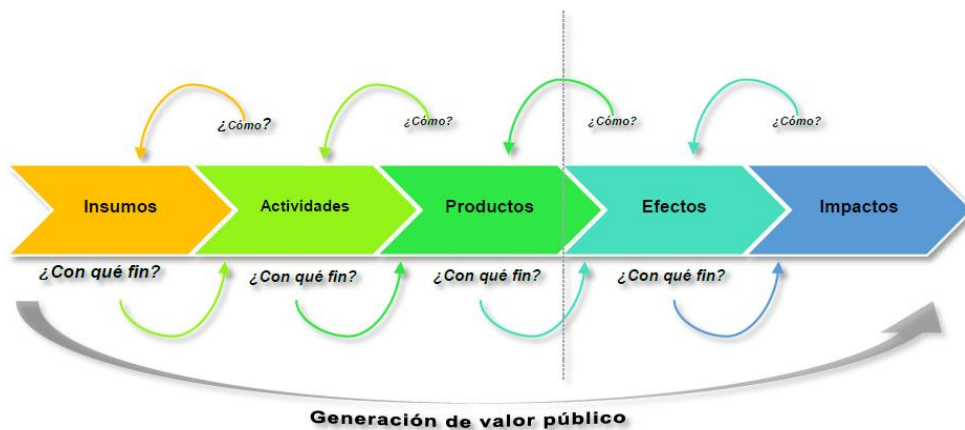 ¿Cómo?
¿Cómo?
¿Cómo?
¿Cómo?
Insumos
Actividades
Productos
Efectos
Impactos
¿Con qué fin?
¿Con qué fin?
¿Con qué fin?
¿Con qué fin?
Generación de valor público